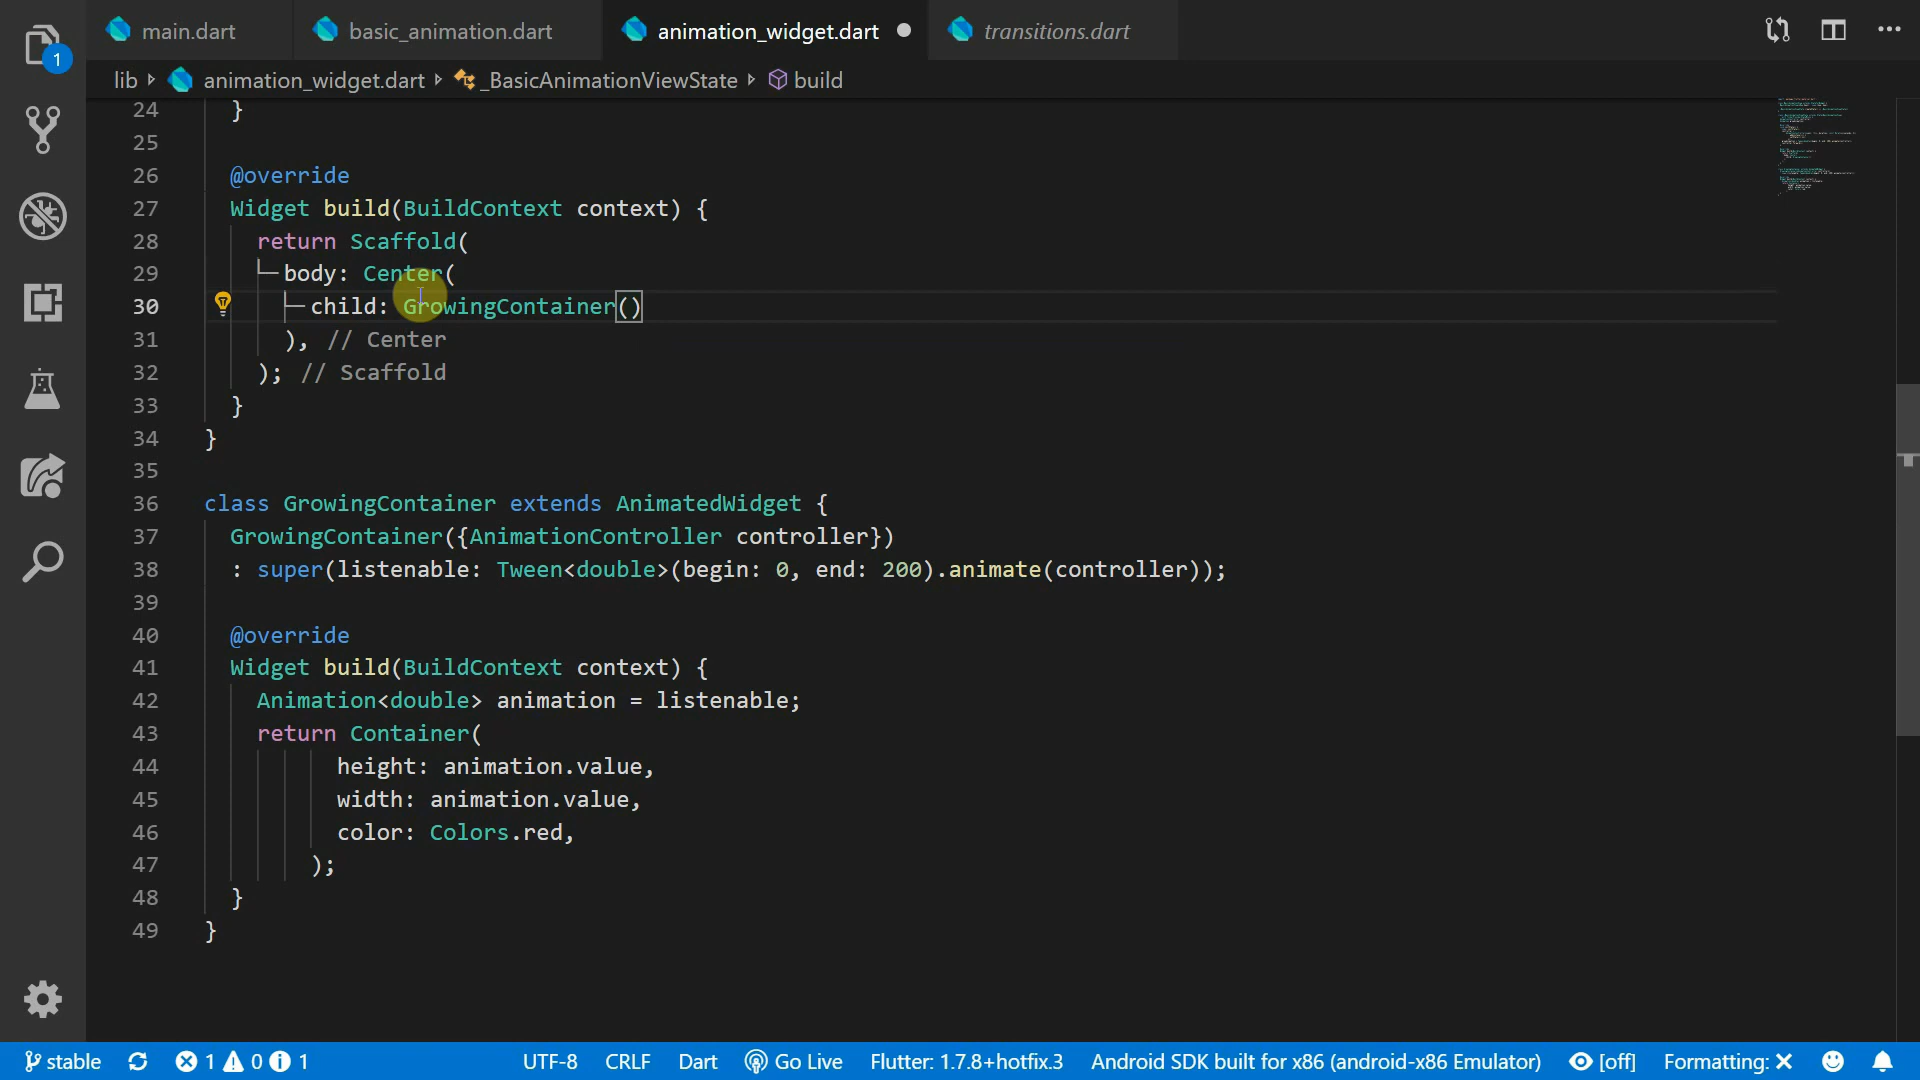 main.dart
basic_animation.dart
animation_widget.dart
transitions.dart
1
lib
animation_widget.dart
_BasicAnimationViewState
build
24 }
25
26 @override
27 Widget build(BuildContext context) {
28 return Scaffold(
29 body: Center(
30 child: GrowingContainer()
31 ), // Center
32 ); // Scaffold
33 }
34 }
35
36 class GrowingContainer extends AnimatedWidget {
37 GrowingContainer({AnimationController controller})
38 : super(listenable: Tween<double>(begin: 0, end: 200).animate(controller));
39
40 @override
41 Widget build(BuildContext context) {
42 Animation<double> animation = listenable;
43 return Container(
44 height: animation.value,
45 width: animation.value,
46 color: Colors.red,
47 );
48 }
49 }
stable 1 0 1 UTF-8 CRLF Dart Go Live Flutter: 1.7.8+hotfix.3 Android SDK built for x86 (android-x86 Emulator) [off] Formatting: ✕